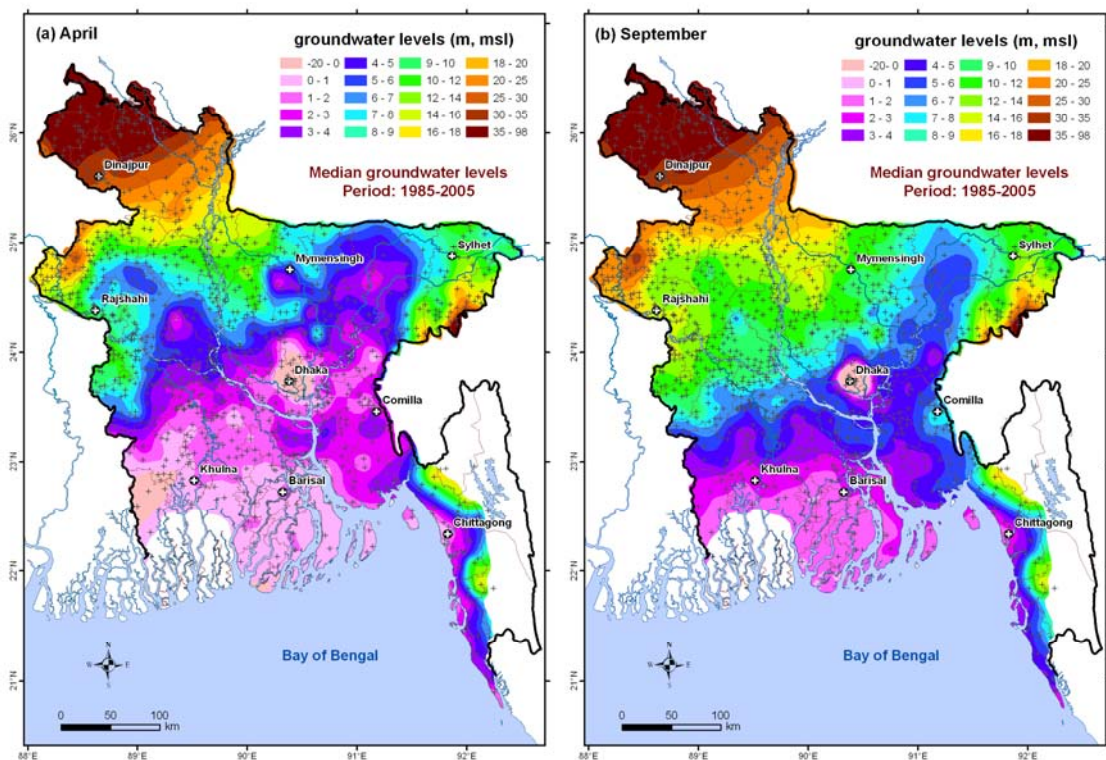 (a) April
groundwater levels (m, msl)
-20 - 0 4 - 5 9 - 10 18 - 20
0 - 1 5 - 6 10 - 12 20 - 25
1 - 2 6 - 7 12 - 14 25 - 30
2 - 3 7 - 8 14 - 16 30 - 35
3 - 4 8 - 9 16 - 18 35 - 98
Median groundwater levels
Period: 1985-2005
Dinajpur
Sylhet
Mymensingh
Rajshahi
Dhaka
Comilla
Khulna
Barisal
Chittagong
Bay of Bengal
N
W E
S
0 50 100
km
26°N
25°N
24°N
23°N
22°N
21°N
88°E 89°E 90°E 91°E 92°E
(b) September
groundwater levels (m, msl)
-20 - 0 4 - 5 9 - 10 18 - 20
0 - 1 5 - 6 10 - 12 20 - 25
1 - 2 6 - 7 12 - 14 25 - 30
2 - 3 7 - 8 14 - 16 30 - 35
3 - 4 8 - 9 16 - 18 35 - 98
Median groundwater levels
Period: 1985-2005
Dinajpur
Sylhet
Mymensingh
Rajshahi
Dhaka
Comilla
Khulna
Barisal
Chittagong
Bay of Bengal
N
W E
S
0 50 100
km
26°N
25°N
24°N
23°N
22°N
21°N
88°E 89°E 90°E 91°E 92°E